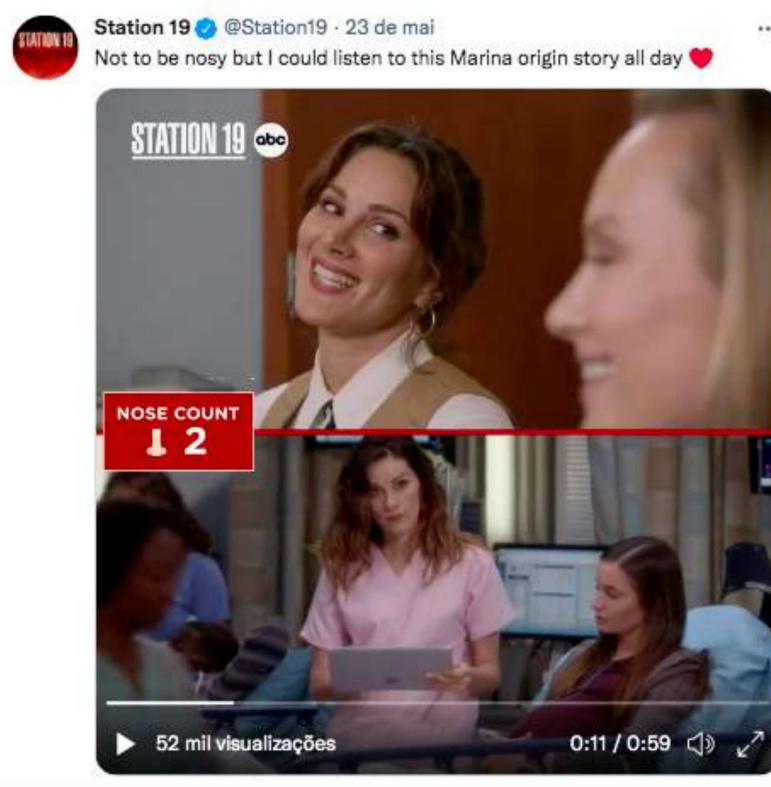 STATION 19
Station 19 @Station19 · 23 de mai
Not to be nosy but I could listen to this Marina origin story all day ❤️
STATION 19 abc
NOSE COUNT
👃 2
52 mil visualizações
0:11 / 0:59